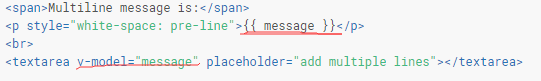 <span>Multiline message is:</span>
<p style="white-space: pre-line">{{ message }}</p>
<br>
<textarea v-model="message" placeholder="add multiple lines"></textarea>